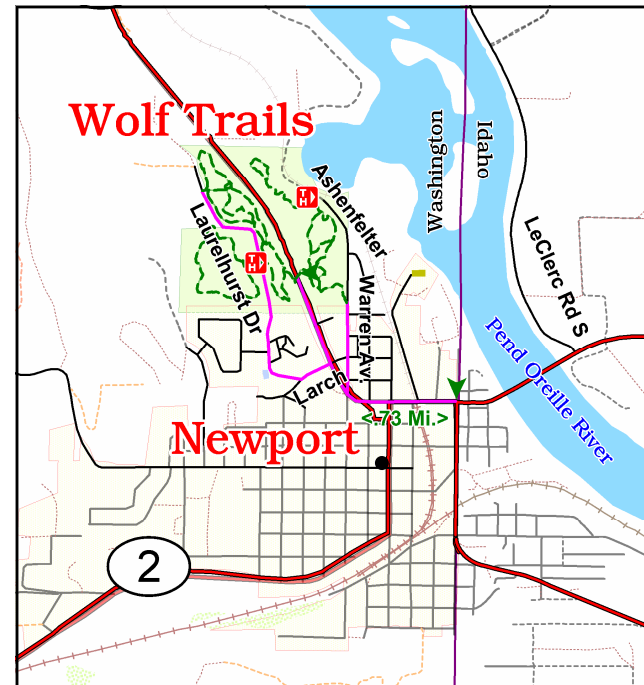 Wolf Trails
Washington
Idaho
T
H
Ashenfelter
Laurelhurst Dr
T
H
LeClerc Rd S
Warren Av.
Pend Oreille River
Larch
<.73 Mi.>
Newport
2